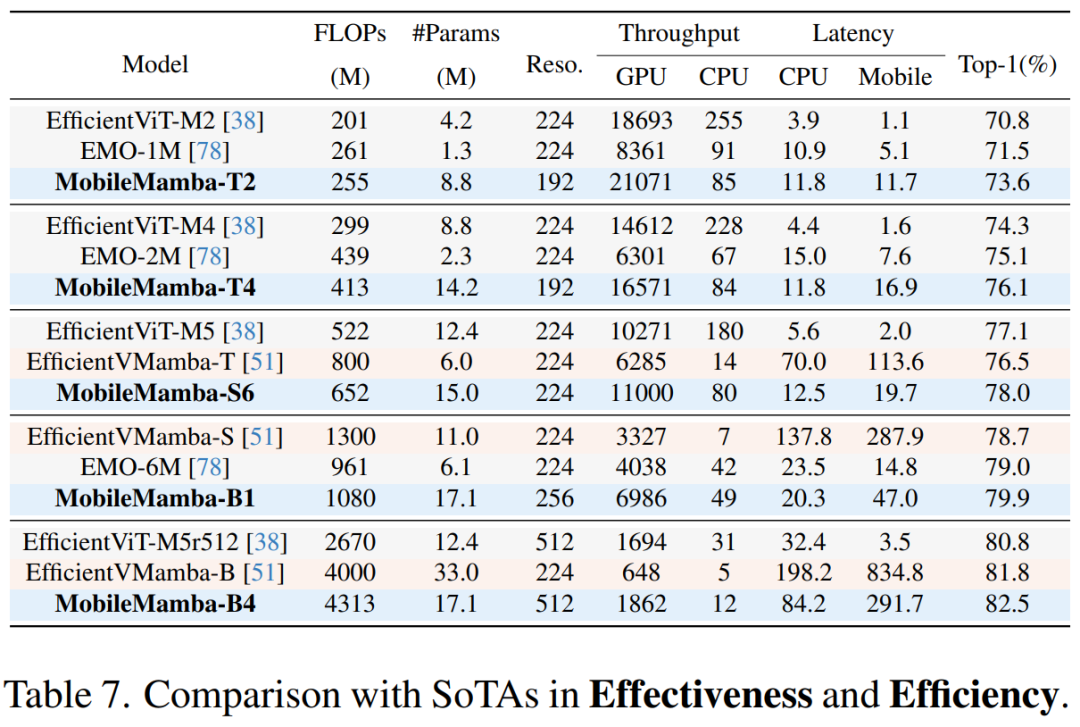 FLOPs #Params Throughput Latency
Model Reso. Top-1(%)
(M) (M) GPU CPU CPU Mobile
EfficientViT-M2 [38] 201 4.2 224 18693 255 3.9 1.1 70.8
EMO-1M [78] 261 1.3 224 8361 91 10.9 5.1 71.5
MobileMamba-T2 255 8.8 192 21071 85 11.8 11.7 73.6
EfficientViT-M4 [38] 299 8.8 224 14612 228 4.4 1.6 74.3
EMO-2M [78] 439 2.3 224 6301 67 15.0 7.6 75.1
MobileMamba-T4 413 14.2 192 16571 84 11.8 16.9 76.1
EfficientViT-M5 [38] 522 12.4 224 10271 180 5.6 2.0 77.1
EfficientVMamba-T [51] 800 6.0 224 6285 14 70.0 113.6 76.5
MobileMamba-S6 652 15.0 224 11000 80 12.5 19.7 78.0
EfficientVMamba-S [51] 1300 11.0 224 3327 7 137.8 287.9 78.7
EMO-6M [78] 961 6.1 224 4038 42 23.5 14.8 79.0
MobileMamba-B1 1080 17.1 256 6986 49 20.3 47.0 79.9
EfficientViT-M5r512 [38] 2670 12.4 512 1694 31 32.4 3.5 80.8
EfficientVMamba-B [51] 4000 33.0 224 648 5 198.2 834.8 81.8
MobileMamba-B4 4313 17.1 512 1862 12 84.2 291.7 82.5
Table 7. Comparison with SoTAs in Effectiveness and Efficiency.